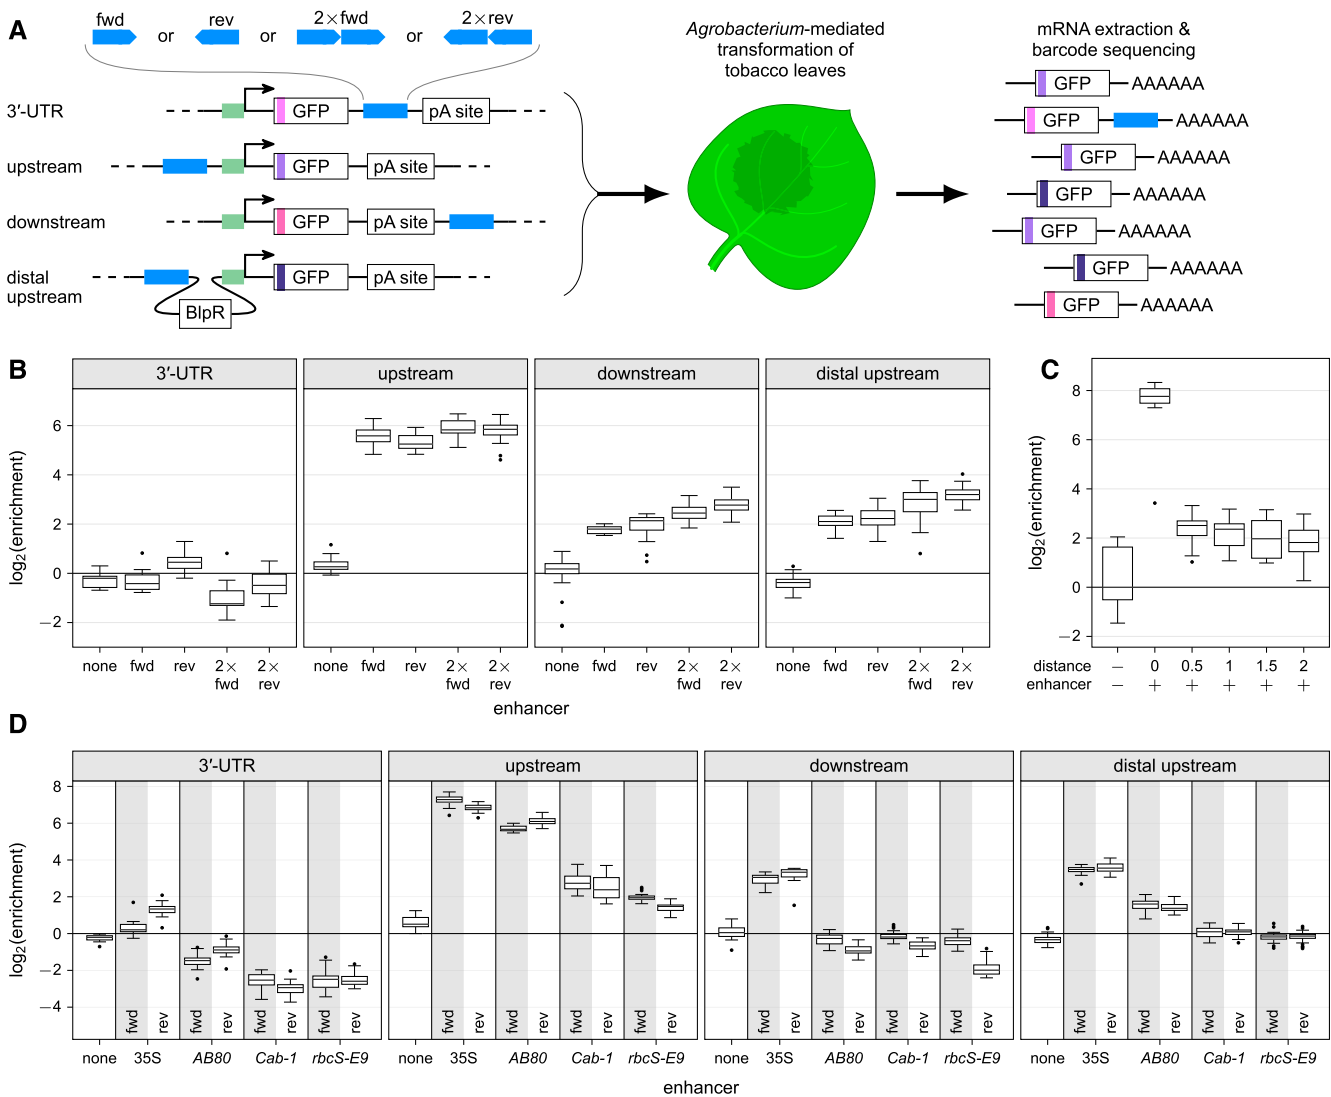 A
fwd or rev or 2×fwd or 2×rev
3′-UTR GFP pA site
upstream GFP pA site
downstream GFP pA site
distal
upstream GFP pA site
BlpR
Agrobacterium-mediated
transformation of
tobacco leaves
mRNA extraction &
barcode sequencing
GFP AAAAAA
GFP AAAAAA
GFP AAAAAA
GFP AAAAAA
GFP AAAAAA
GFP AAAAAA
GFP AAAAAA
B
3′-UTR upstream downstream distal upstream
log2(enrichment)
6
4
2
0
−2
none fwd rev 2× fwd 2× rev none fwd rev 2× fwd 2× rev none fwd rev 2× fwd 2× rev none fwd rev 2× fwd 2× rev
enhancer
C
log2(enrichment)
8
6
4
2
0
−2
distance − 0 0.5 1 1.5 2
enhancer − + + + + +
D
3′-UTR upstream downstream distal upstream
log2(enrichment)
8
6
4
2
0
−2
−4
fwd rev fwd rev fwd rev fwd rev fwd rev fwd rev fwd rev fwd rev fwd rev fwd rev fwd rev fwd rev fwd rev fwd rev fwd rev fwd rev
none 35S AB80 Cab-1 rbcS-E9 none 35S AB80 Cab-1 rbcS-E9 none 35S AB80 Cab-1 rbcS-E9 none 35S AB80 Cab-1 rbcS-E9
enhancer